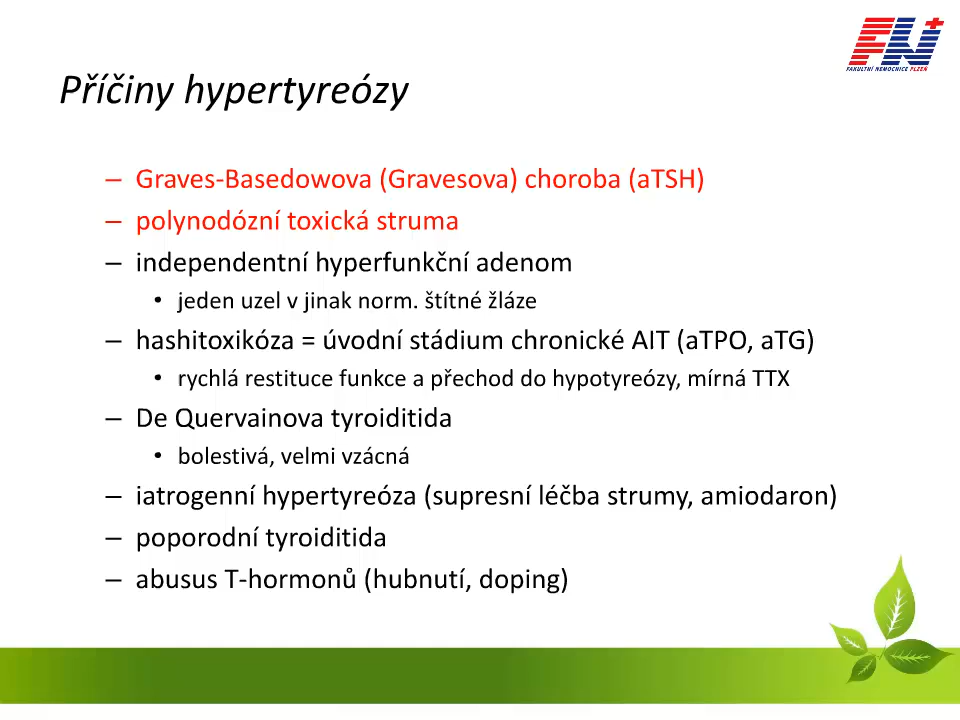 FN
FAKULTNÍ NEMOCNICE PLZEŇ
Příčiny hypertyreózy
– Graves-Basedowova (Gravesova) choroba (aTSH)
– polynodózní toxická struma
– independentní hyperfunkční adenom
• jeden uzel v jinak norm. štítné žláze
– hashitoxikóza = úvodní stádium chronické AIT (aTPO, aTG)
• rychlá restituce funkce a přechod do hypotyreózy, mírná TTX
– De Quervainova tyroiditida
• bolestivá, velmi vzácná
– iatrogenní hypertyreóza (supresní léčba strumy, amiodaron)
– poporodní tyroiditida
– abusus T-hormonů (hubnutí, doping)